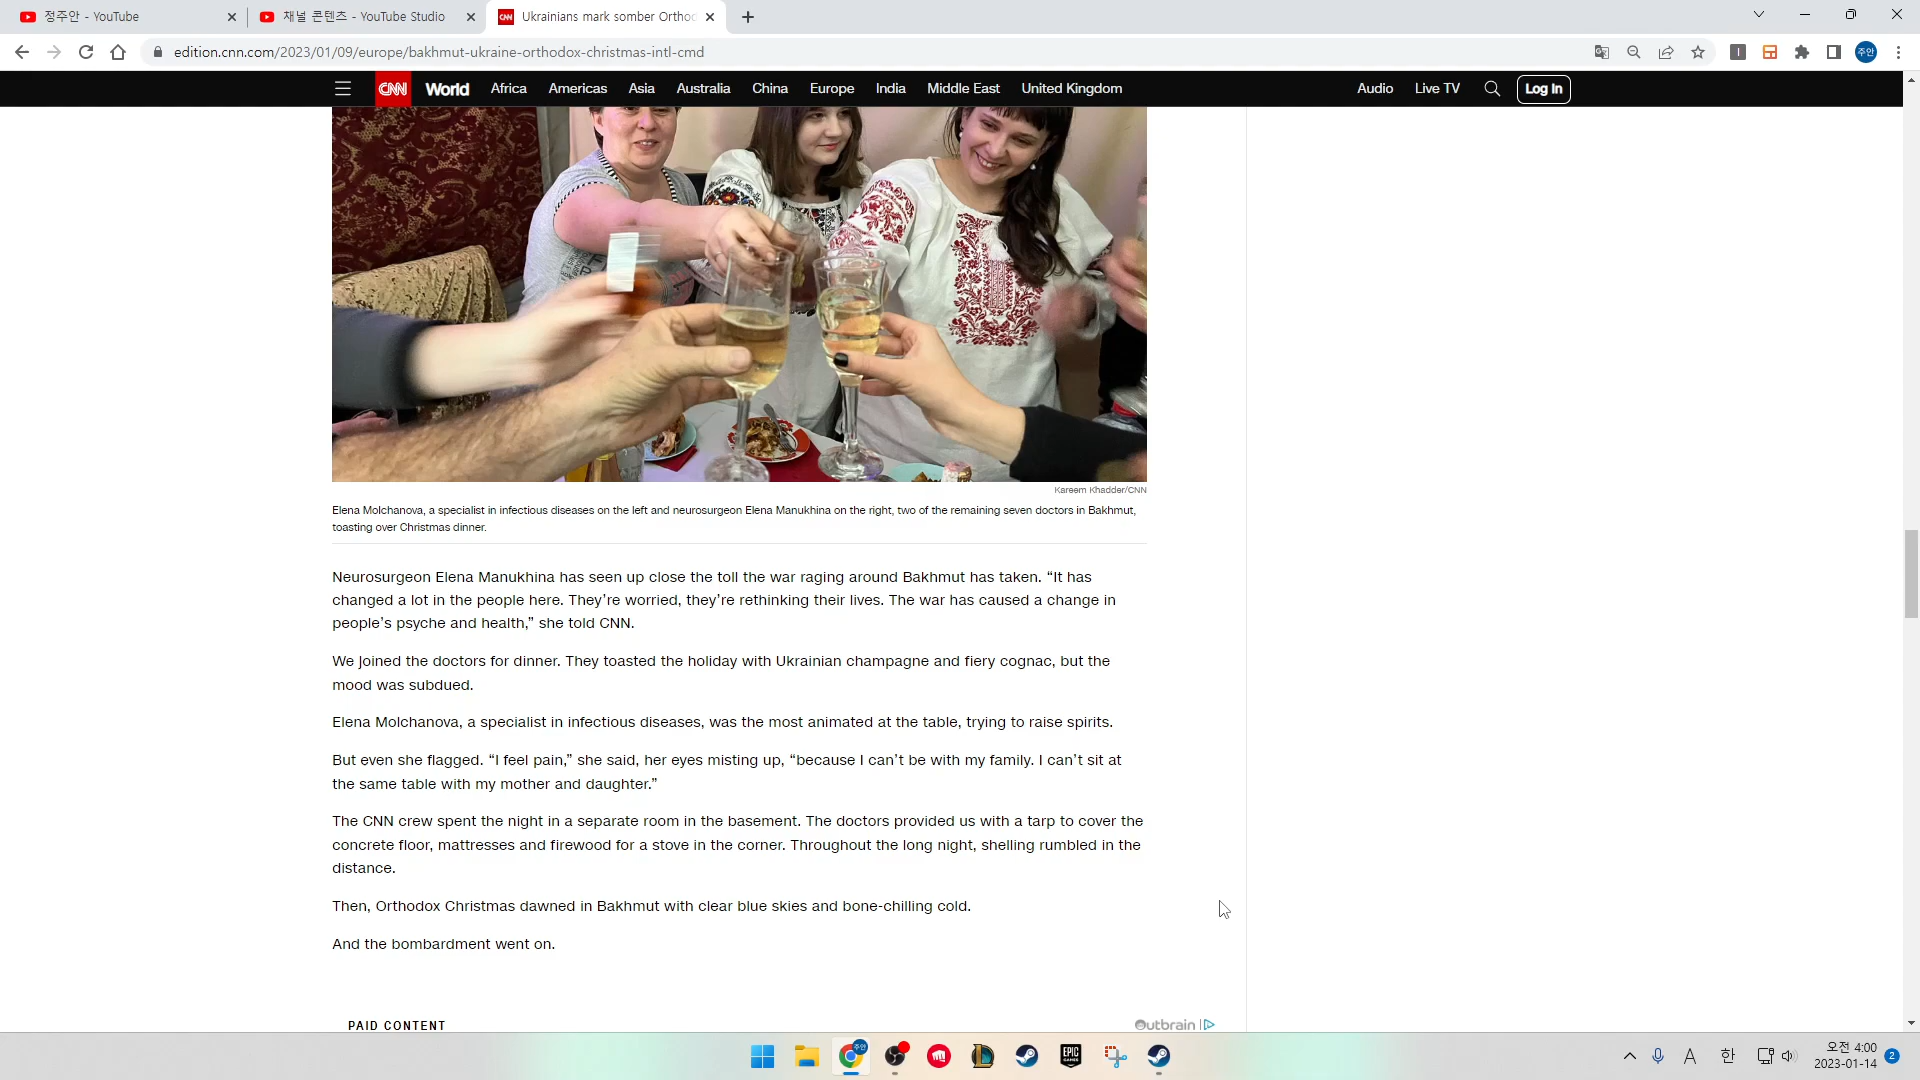 정주안 - YouTube
채널 콘텐츠 - YouTube Studio
CNN Ukrainians mark somber Ortho
edition.cnn.com/2023/01/09/europe/bakhmut-ukraine-orthodox-christmas-intl-cmd
주안
CNN World Africa Americas Asia Australia China Europe India Middle East United Kingdom Audio Live TV Log In
Kareem Khadder/CNN
Elena Molchanova, a specialist in infectious diseases on the left and neurosurgeon Elena Manukhina on the right, two of the remaining seven doctors in Bakhmut,
toasting over Christmas dinner.
Neurosurgeon Elena Manukhina has seen up close the toll the war raging around Bakhmut has taken. “It has
changed a lot in the people here. They’re worried, they’re rethinking their lives. The war has caused a change in
people’s psyche and health,” she told CNN.
We joined the doctors for dinner. They toasted the holiday with Ukrainian champagne and fiery cognac, but the
mood was subdued.
Elena Molchanova, a specialist in infectious diseases, was the most animated at the table, trying to raise spirits.
But even she flagged. “I feel pain,” she said, her eyes misting up, “because I can’t be with my family. I can’t sit at
the same table with my mother and daughter.”
The CNN crew spent the night in a separate room in the basement. The doctors provided us with a tarp to cover the
concrete floor, mattresses and firewood for a stove in the corner. Throughout the long night, shelling rumbled in the
distance.
Then, Orthodox Christmas dawned in Bakhmut with clear blue skies and bone-chilling cold.
And the bombardment went on.
PAID CONTENT
Outbrain
주안
EPIC GAMES
A 한
오전 4:00
2023-01-14
2